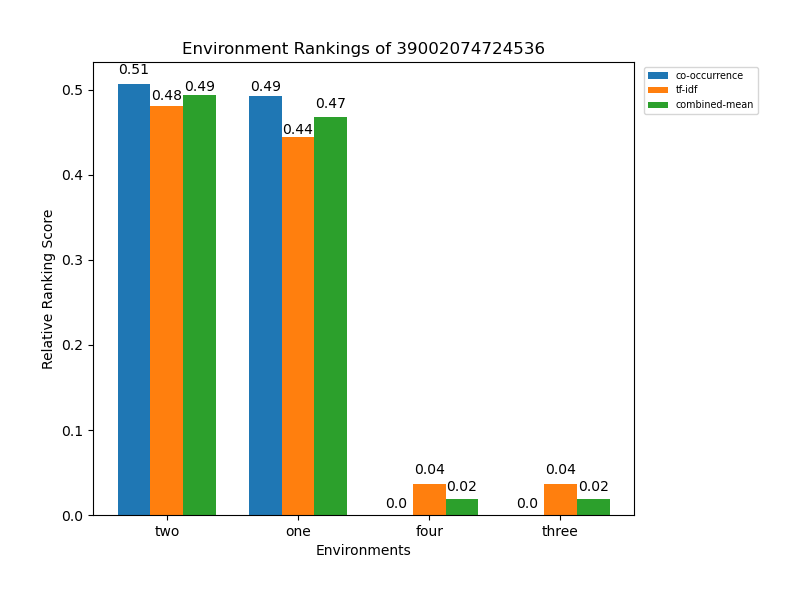 Environment Rankings of 39002074724536
co-occurrence
tf-idf
combined-mean
Relative Ranking Score
0.5
0.4
0.3
0.2
0.1
0.0
0.51
0.48
0.49
0.49
0.44
0.47
0.0
0.04
0.02
0.0
0.04
0.02
two one four three
Environments